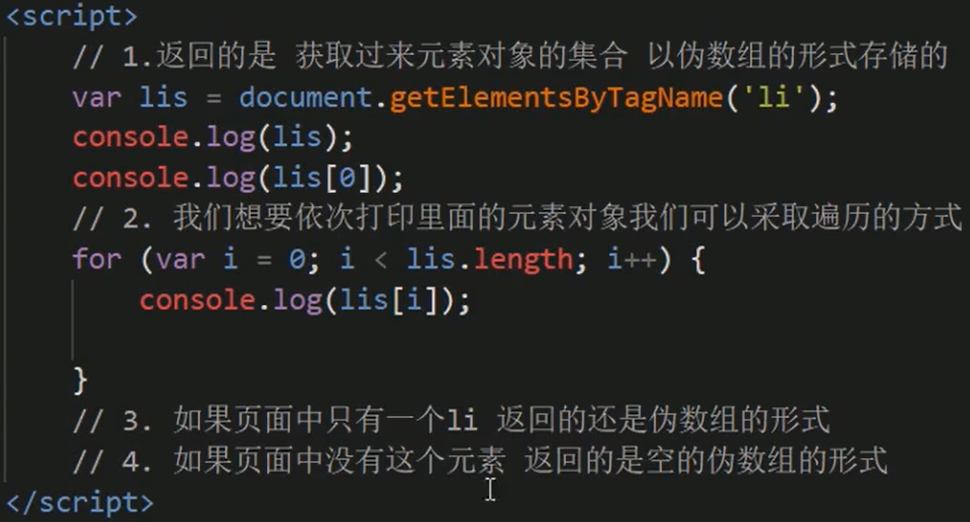 <script>
// 1.返回的是 获取过来元素对象的集合 以伪数组的形式存储的
var lis = document.getElementsByTagName('li');
console.log(lis);
console.log(lis[0]);
// 2. 我们想要依次打印里面的元素对象我们可以采取遍历的方式
for (var i = 0; i < lis.length; i++) {
console.log(lis[i]);
}
// 3. 如果页面中只有一个li 返回的还是伪数组的形式
// 4. 如果页面中没有这个元素 返回的是空的伪数组的形式
</script>